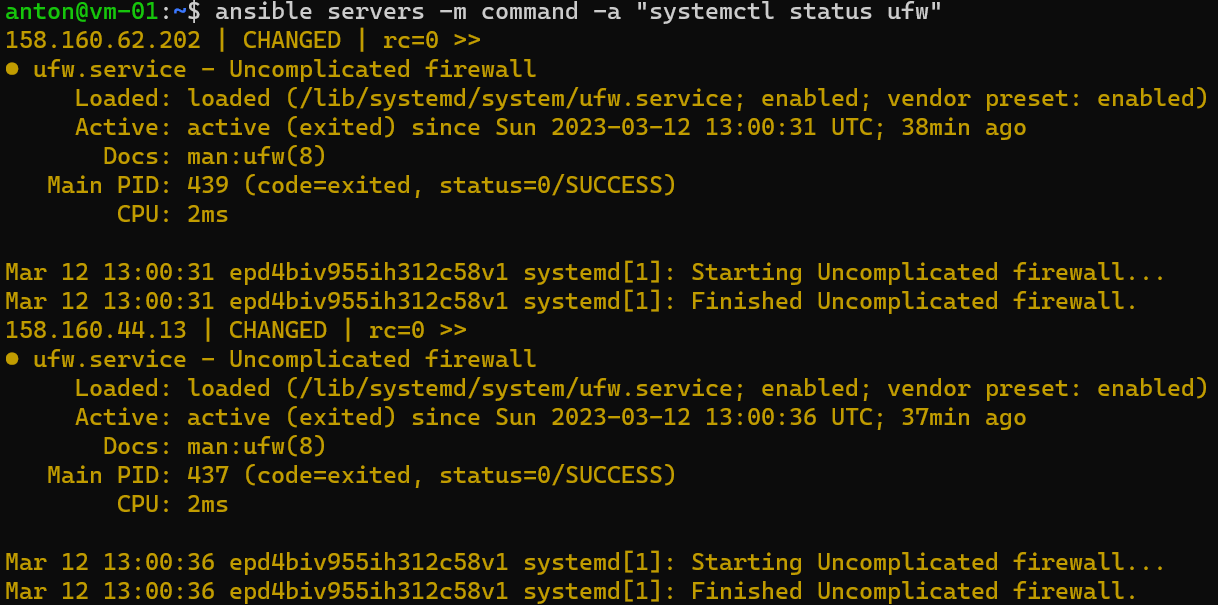 anton@vm-01:~$ ansible servers -m command -a "systemctl status ufw"
158.160.62.202 | CHANGED | rc=0 >>
● ufw.service - Uncomplicated firewall
     Loaded: loaded (/lib/systemd/system/ufw.service; enabled; vendor preset: enabled)
     Active: active (exited) since Sun 2023-03-12 13:00:31 UTC; 38min ago
       Docs: man:ufw(8)
   Main PID: 439 (code=exited, status=0/SUCCESS)
        CPU: 2ms

Mar 12 13:00:31 epd4biv955ih312c58v1 systemd[1]: Starting Uncomplicated firewall...
Mar 12 13:00:31 epd4biv955ih312c58v1 systemd[1]: Finished Uncomplicated firewall.
158.160.44.13 | CHANGED | rc=0 >>
● ufw.service - Uncomplicated firewall
     Loaded: loaded (/lib/systemd/system/ufw.service; enabled; vendor preset: enabled)
     Active: active (exited) since Sun 2023-03-12 13:00:36 UTC; 37min ago
       Docs: man:ufw(8)
   Main PID: 437 (code=exited, status=0/SUCCESS)
        CPU: 2ms

Mar 12 13:00:36 epd4biv955ih312c58v1 systemd[1]: Starting Uncomplicated firewall...
Mar 12 13:00:36 epd4biv955ih312c58v1 systemd[1]: Finished Uncomplicated firewall.